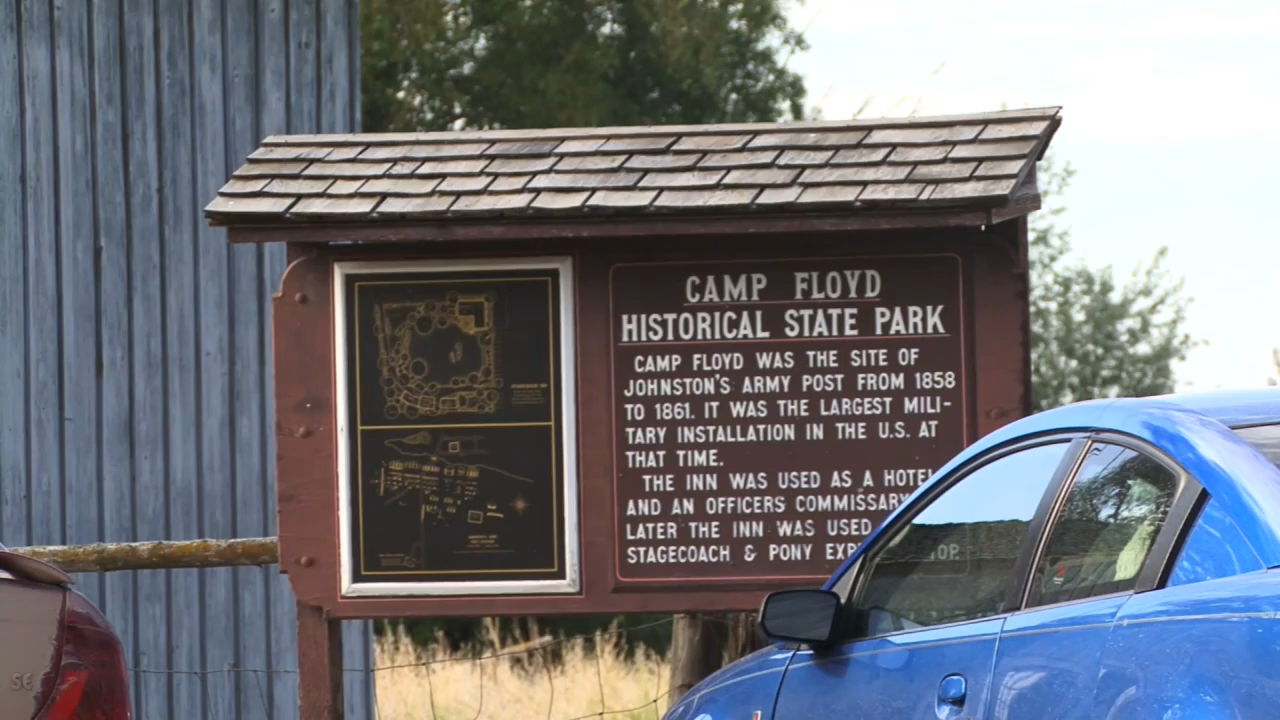 CAMP FLOYD
HISTORICAL STATE PARK
CAMP FLOYD WAS THE SITE OF
JOHNSTON'S ARMY POST FROM 1858
TO 1861. IT WAS THE LARGEST MILI-
TARY INSTALLATION IN THE U.S. AT
THAT TIME.
THE INN WAS USED AS A HOTEL
AND AN OFFICERS COMMISSARY
LATER THE INN WAS USED
STAGECOACH & PONY EXP
SE